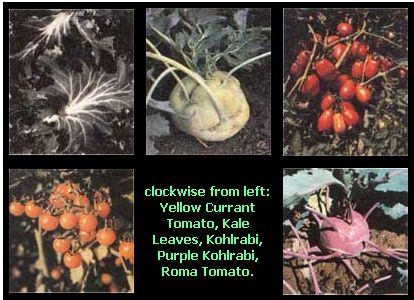 clockwise from left:
Yellow Currant
Tomato, Kale
Leaves, Kohlrabi,
Purple Kohlrabi,
Roma Tomato.